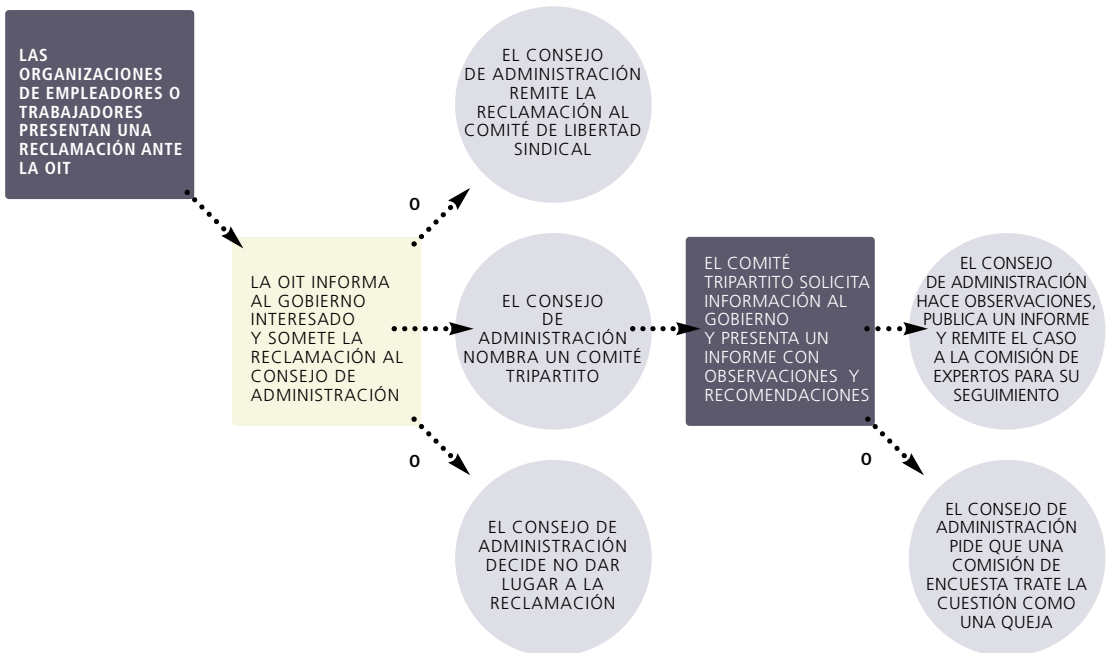 LAS
ORGANIZACIONES
DE EMPLEADORES O
TRABAJADORES
PRESENTAN UNA
RECLAMACIÓN ANTE
LA OIT
LA OIT INFORMA
AL GOBIERNO
INTERESADO
Y SOMETE LA
RECLAMACIÓN AL
CONSEJO DE
ADMINISTRACIÓN
O
EL CONSEJO
DE ADMINISTRACIÓN
REMITE LA
RECLAMACIÓN AL
COMITÉ DE LIBERTAD
SINDICAL
EL CONSEJO
DE
ADMINISTRACIÓN
NOMBRA UN COMITÉ
TRIPARTITO
O
EL CONSEJO DE
ADMINISTRACIÓN
DECIDE NO DAR
LUGAR A LA
RECLAMACIÓN
EL COMITÉ
TRIPARTITO SOLICITA
INFORMACIÓN AL
GOBIERNO
Y PRESENTA UN
INFORME CON
OBSERVACIONES Y
RECOMENDACIONES
EL CONSEJO
DE ADMINISTRACIÓN
HACE OBSERVACIONES,
PUBLICA UN INFORME
Y REMITE EL CASO
A LA COMISIÓN DE
EXPERTOS PARA SU
SEGUIMIENTO
O
EL CONSEJO DE
ADMINISTRACIÓN
PIDE QUE UNA
COMISIÓN DE
ENCUESTA TRATE LA
CUESTIÓN COMO
UNA QUEJA